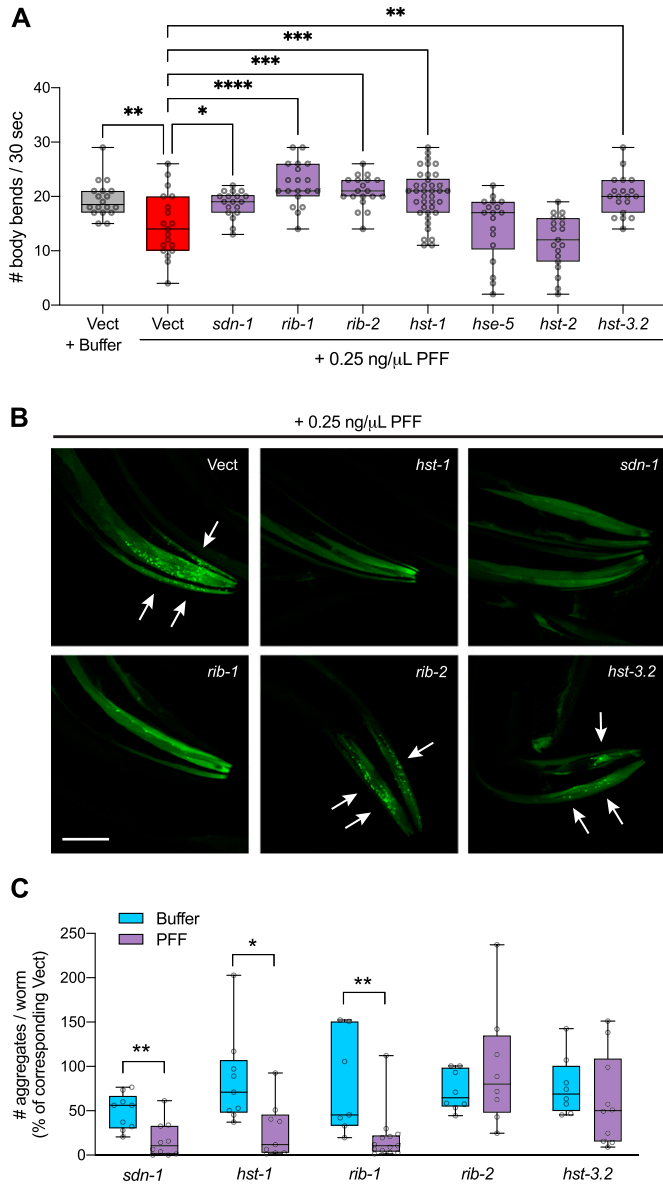 A
**
***
***
****
** *
40
30
20
10
0
# body bends / 30 sec
Vect
+ Buffer
Vect sdn-1 rib-1 rib-2 hst-1 hse-5 hst-2 hst-3.2
+ 0.25 ng/μL PFF
B
+ 0.25 ng/μL PFF
Vect hst-1 sdn-1
rib-1 rib-2 hst-3.2
C
Buffer
PFF
250
200
150
100
50
0
# aggregates / worm
(% of corresponding Vect)
** * **
sdn-1 hst-1 rib-1 rib-2 hst-3.2